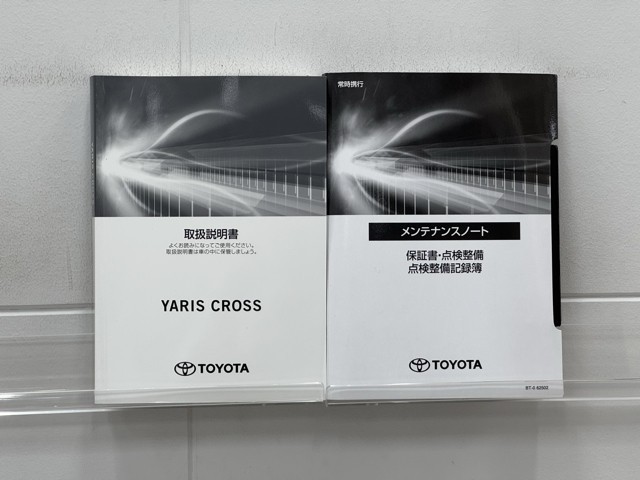 取扱説明書
よくお読みになってご使用ください。
取扱説明書は車の中に保管しましょう。
YARIS CROSS
TOYOTA
常時携行
メンテナンスノート
保証書・点検整備
点検整備記録簿
TOYOTA